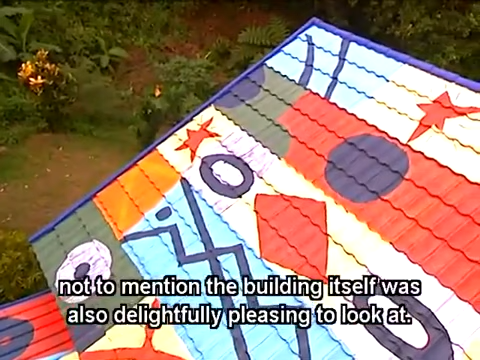 not to mention the building itself was
also delightfully pleasing to look at.